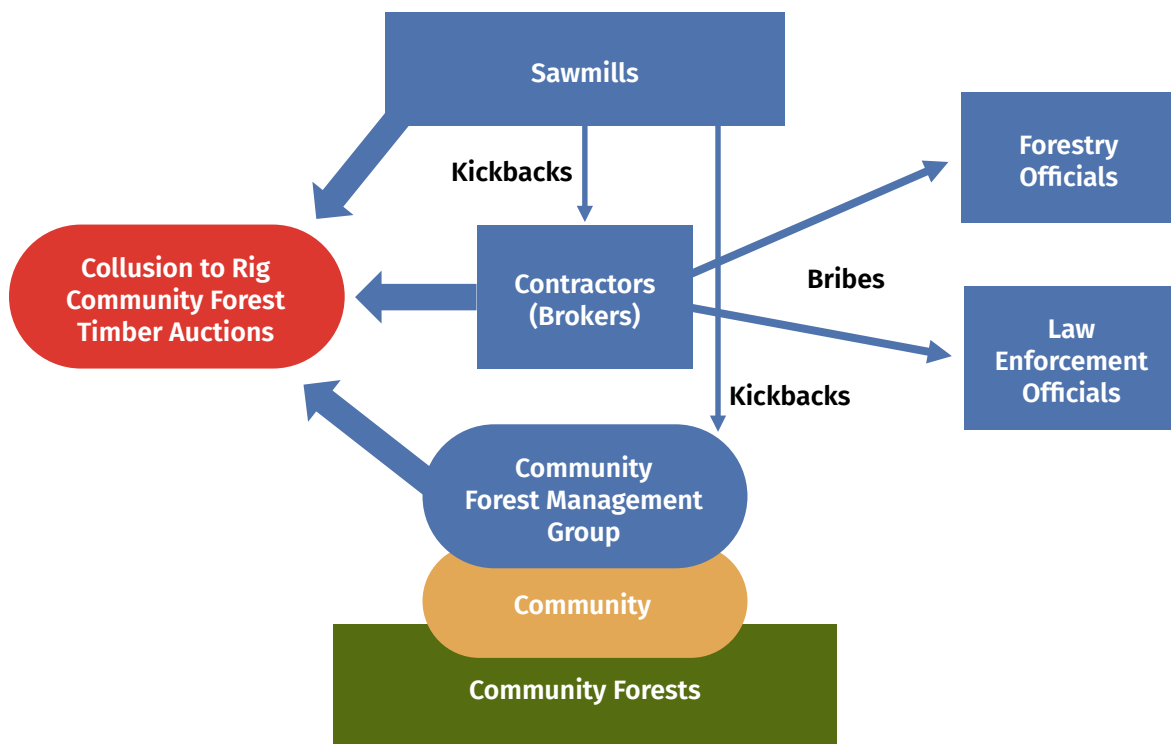 Sawmills
Kickbacks
Forestry
Officials
Collusion to Rig
Community Forest
Timber Auctions
Contractors
(Brokers)
Bribes
Law
Enforcement
Officials
Kickbacks
Community
Forest Management
Group
Community
Community Forests